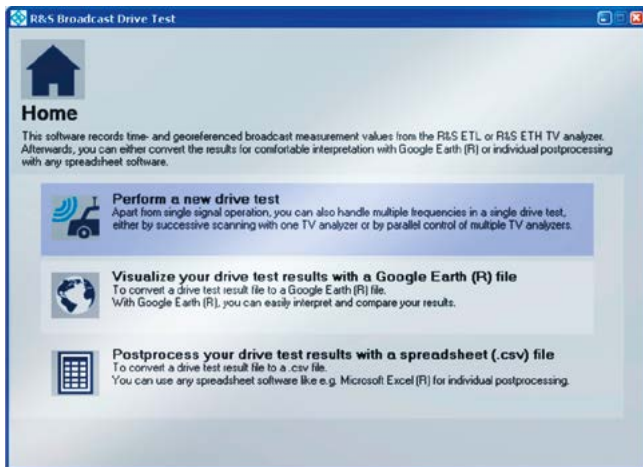 R&S Broadcast Drive Test
Home
This software records time- and georeferenced broadcast measurement values from the R&S ETL or R&S ETH TV analyzer.
Afterwards, you can either convert the results for comfortable interpretation with Google Earth (R) or individual postprocessing
with any spreadsheet software.
Perform a new drive test
Apart from single signal operation, you can also handle multiple frequencies in a single drive test,
either by successive scanning with one TV analyzer or by parallel control of multiple TV analyzers.
Visualize your drive test results with a Google Earth (R) file
To convert a drive test result file to a Google Earth (R) file.
With Google Earth (R), you can easily interpret and compare your results.
Postprocess your drive test results with a spreadsheet (.csv) file
To convert a drive test result file to a .csv file.
You can use any spreadsheet software like e.g. Microsoft Excel (R) for individual postprocessing.